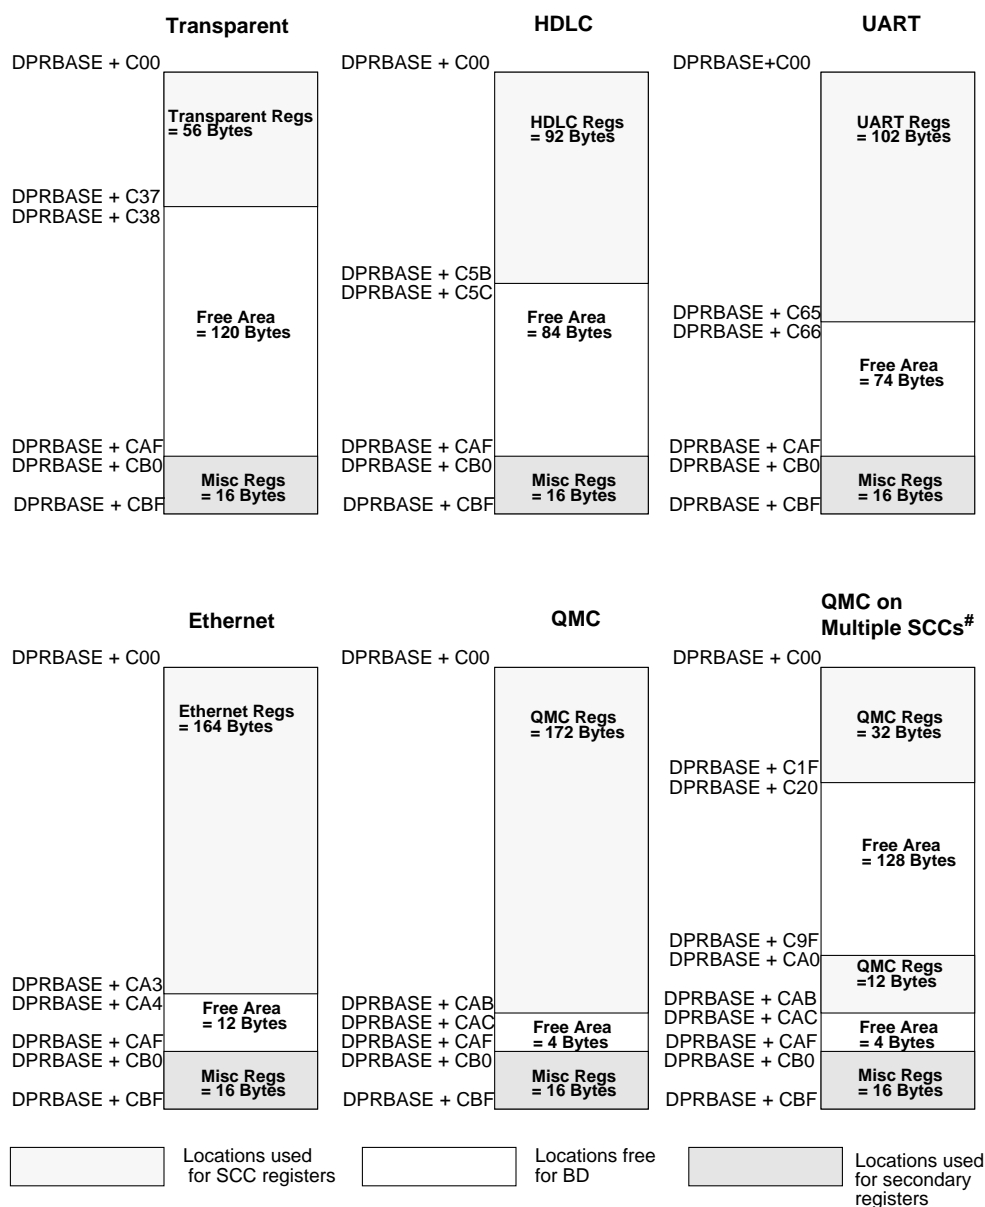 Transparent
DPRBASE + C00
Transparent Regs
= 56 Bytes
DPRBASE + C37
DPRBASE + C38
Free Area
= 120 Bytes
DPRBASE + CAF
DPRBASE + CB0
Misc Regs
= 16 Bytes
DPRBASE + CBF
HDLC
DPRBASE + C00
HDLC Regs
= 92 Bytes
DPRBASE + C5B
DPRBASE + C5C
Free Area
= 84 Bytes
DPRBASE + CAF
DPRBASE + CB0
Misc Regs
= 16 Bytes
DPRBASE + CBF
UART
DPRBASE+C00
UART Regs
= 102 Bytes
DPRBASE + C65
DPRBASE + C66
Free Area
= 74 Bytes
DPRBASE + CAF
DPRBASE + CB0
Misc Regs
= 16 Bytes
DPRBASE + CBF
Ethernet
DPRBASE + C00
Ethernet Regs
= 164 Bytes
DPRBASE + CA3
DPRBASE + CA4
Free Area
= 12 Bytes
DPRBASE + CAF
DPRBASE + CB0
Misc Regs
= 16 Bytes
DPRBASE + CBF
QMC
DPRBASE + C00
QMC Regs
= 172 Bytes
DPRBASE + CAB
DPRBASE + CAC
Free Area
= 4 Bytes
DPRBASE + CAF
DPRBASE + CB0
Misc Regs
= 16 Bytes
DPRBASE + CBF
QMC on
Multiple SCCs#
DPRBASE + C00
QMC Regs
= 32 Bytes
DPRBASE + C1F
DPRBASE + C20
Free Area
= 128 Bytes
DPRBASE + C9F
DPRBASE + CA0
QMC Regs
=12 Bytes
DPRBASE + CAB
DPRBASE + CAC
Free Area
= 4 Bytes
DPRBASE + CAF
DPRBASE + CB0
Misc Regs
= 16 Bytes
DPRBASE + CBF
Locations used
for SCC registers
Locations free
for BD
Locations used
for secondary
registers